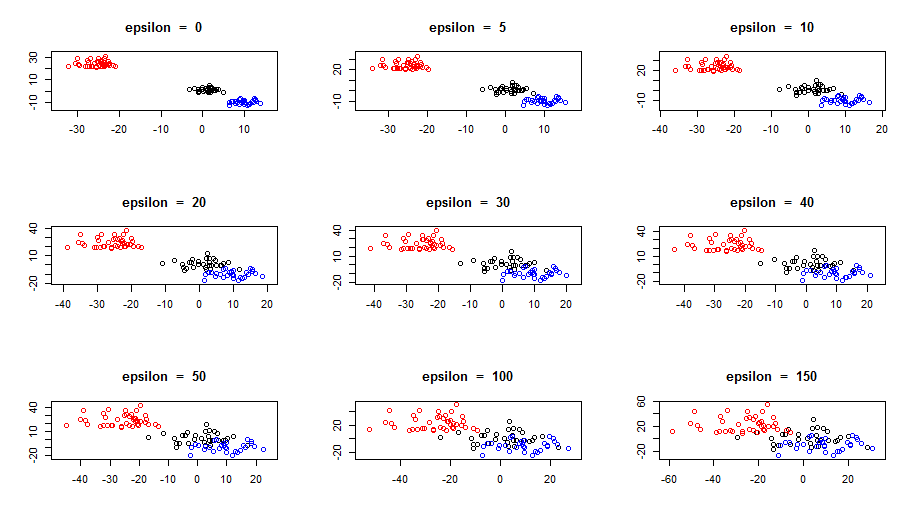 epsilon = 0
epsilon = 5
epsilon = 10
-10 10 30
-30 -20 -10 0 10
-10 20
-30 -20 -10 0 10
-10 20
-40 -30 -20 -10 0 10 20
epsilon = 20
epsilon = 30
epsilon = 40
-20 10 40
-40 -30 -20 -10 0 10 20
-20 10 40
-40 -30 -20 -10 0 10 20
-20 10 40
-40 -30 -20 -10 0 10 20
epsilon = 50
epsilon = 100
epsilon = 150
-20 10 40
-40 -30 -20 -10 0 10 20
-20 20
-40 -20 0 20
-20 20 60
-60 -40 -20 0 20